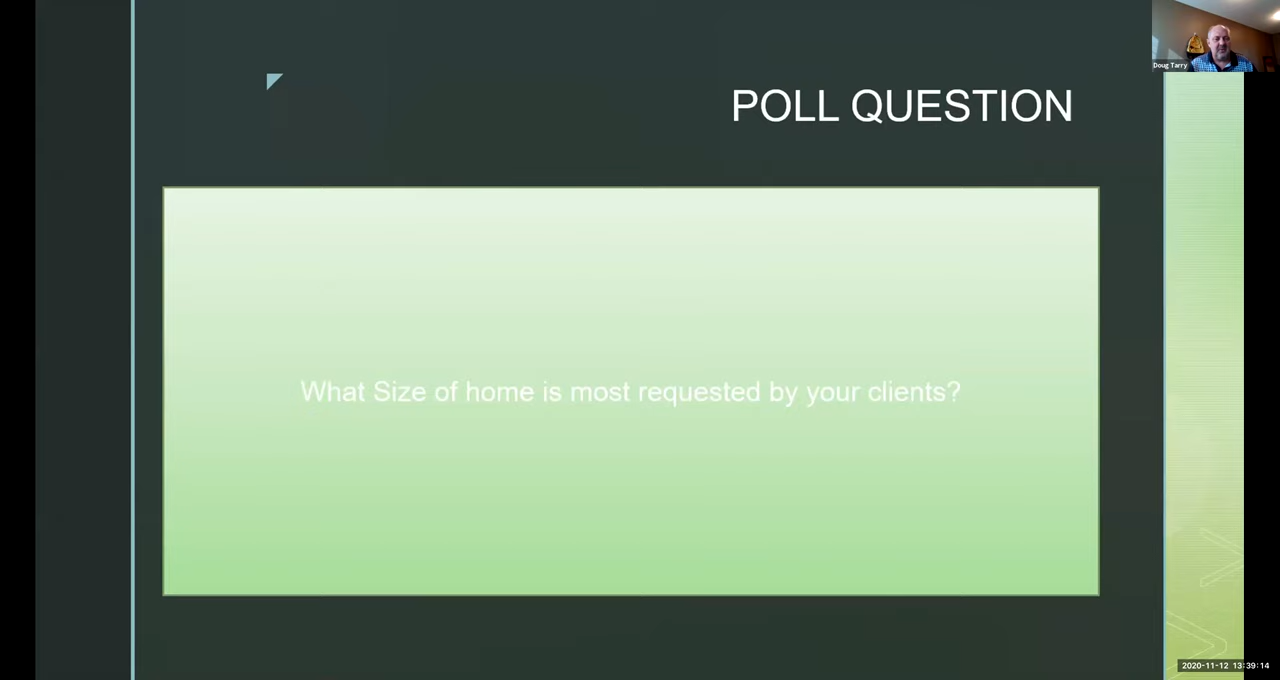 Doug Tarry
POLL QUESTION
What Size of home is most requested by your clients?
2020-11-12 13:39:14